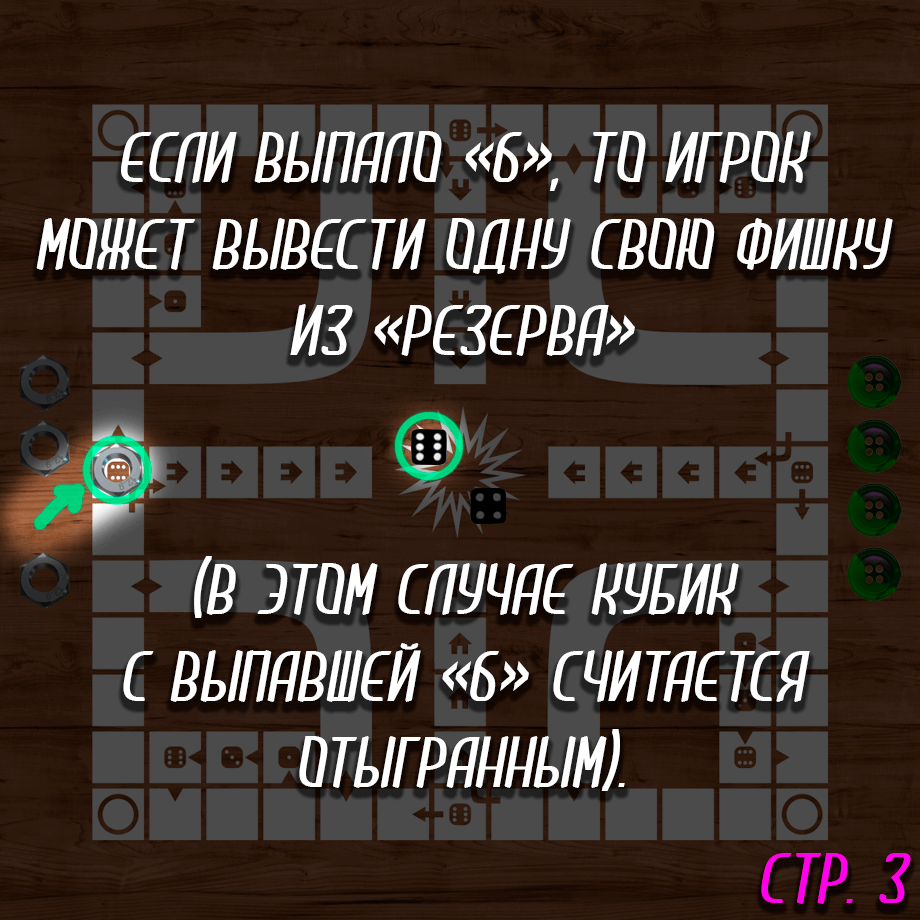 ЕСЛИ ВЫПАЛО «6», ТО ИГРОК
МОЖЕТ ВЫВЕСТИ ОДНУ СВОЮ ФИШКУ
ИЗ «РЕЗЕРВА»
(В ЭТОМ СЛУЧАЕ КУБИК
С ВЫПАВШЕЙ «6» СЧИТАЕТСЯ
ОТЫГРАННЫМ).
СТР. 3